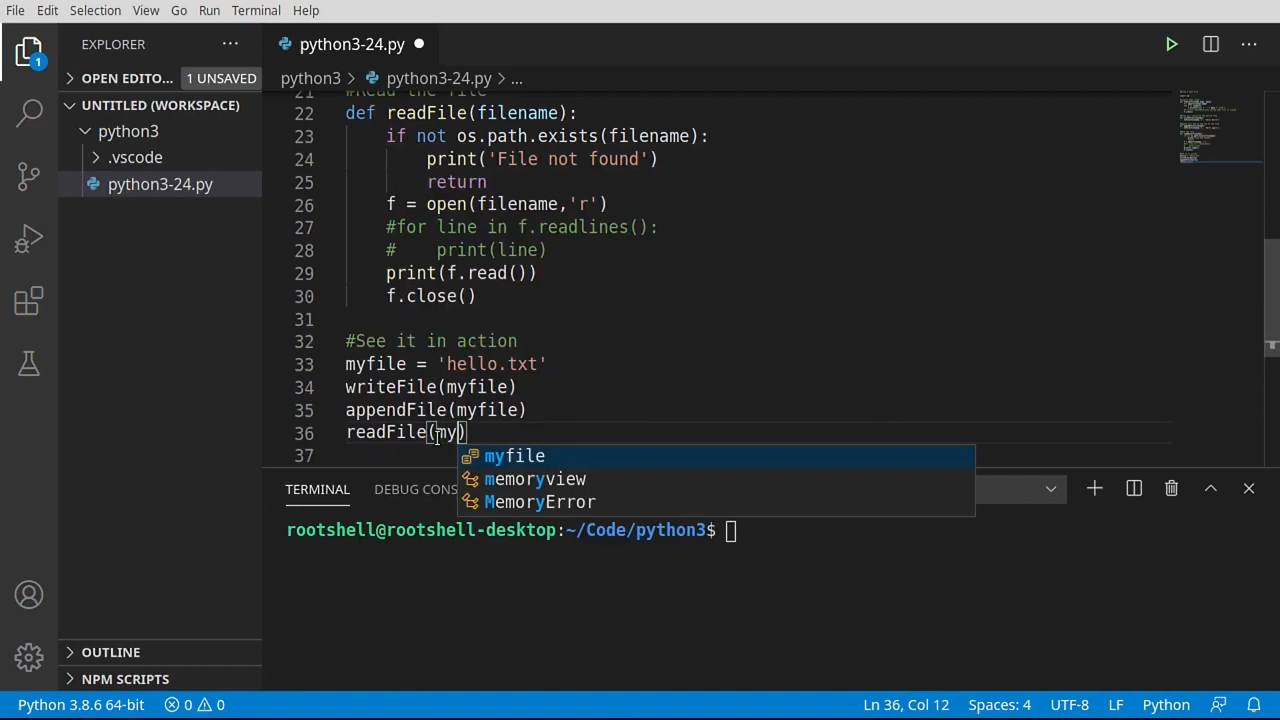 File Edit Selection View Go Run Terminal Help
EXPLORER
python3-24.py
OPEN EDITO... 1 UNSAVED
UNTITLED (WORKSPACE)
python3
.vscode
python3-24.py
OUTLINE
NPM SCRIPTS
1
python3 > python3-24.py > ...
21 #Read the file
22 def readFile(filename):
23 if not os.path.exists(filename):
24 print('File not found')
25 return
26 f = open(filename,'r')
27 #for line in f.readlines():
28 # print(line)
29 print(f.read())
30 f.close()
31
32 #See it in action
33 myfile = 'hello.txt'
34 writeFile(myfile)
35 appendFile(myfile)
36 readFile(my)
37
myfile
memoryview
MemoryError
TERMINAL DEBUG CONS
rootshell@rootshell-desktop:~/Code/python3$
Python 3.8.6 64-bit 0 0 Ln 36, Col 12 Spaces: 4 UTF-8 LF Python